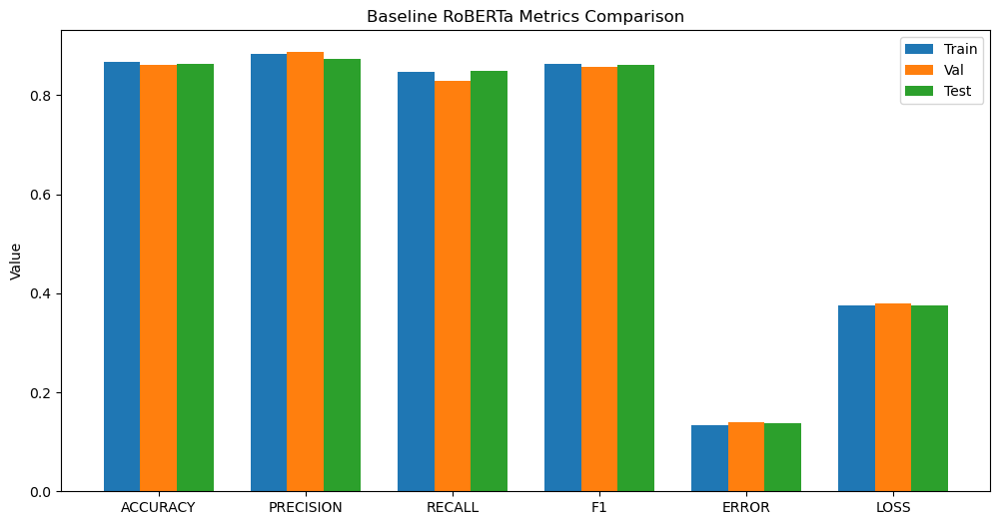 Baseline RoBERTa Metrics Comparison
Train
Val
Test
Value
0.8
0.6
0.4
0.2
0.0
ACCURACY PRECISION RECALL F1 ERROR LOSS